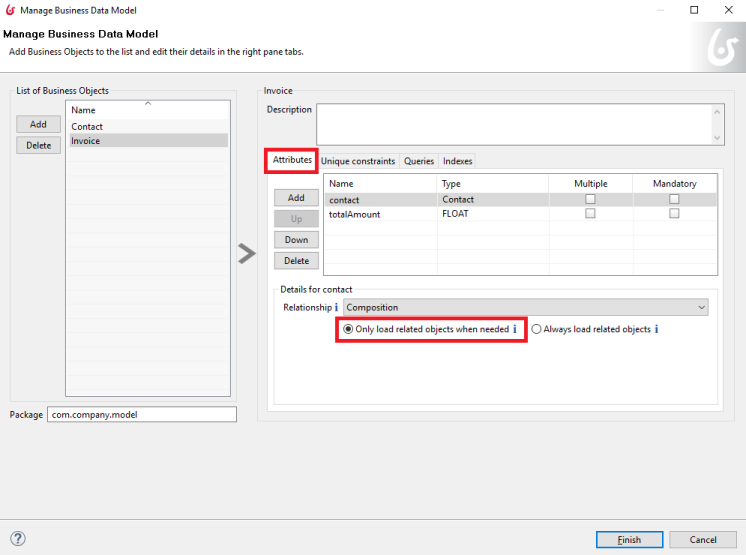 Manage Business Data Model
Manage Business Data Model
Add Business Objects to the list and edit their details in the right pane tabs.
List of Business Objects
Add
Delete
Name
Contact
Invoice
Package com.company.model
Invoice
Description
Attributes Unique constraints Queries Indexes
Add
Up
Down
Delete
Name Type Multiple Mandatory
contact Contact
totalAmount FLOAT
Details for contact
Relationship i Composition
Only load related objects when needed i Always load related objects i
?
Finish Cancel